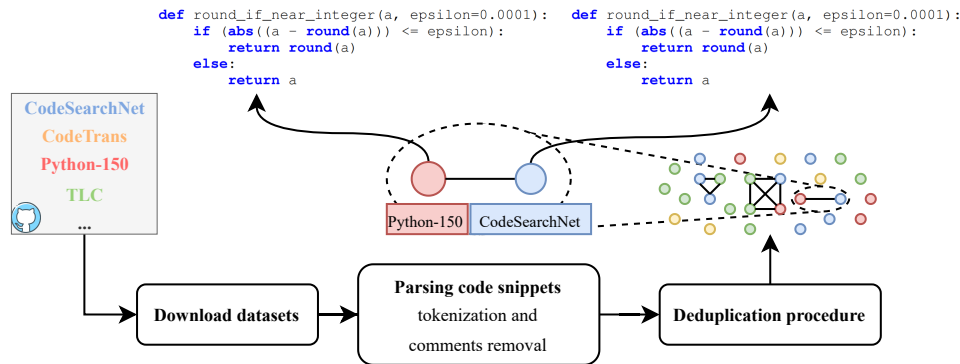 def round_if_near_integer(a, epsilon=0.0001):
    if (abs((a - round(a))) <= epsilon):
        return round(a)
    else:
        return a
def round_if_near_integer(a, epsilon=0.0001):
    if (abs((a - round(a))) <= epsilon):
        return round(a)
    else:
        return a
CodeSearchNet
CodeTrans
Python-150
TLC
...
Python-150
CodeSearchNet
Download datasets
Parsing code snippets
tokenization and
comments removal
Deduplication procedure